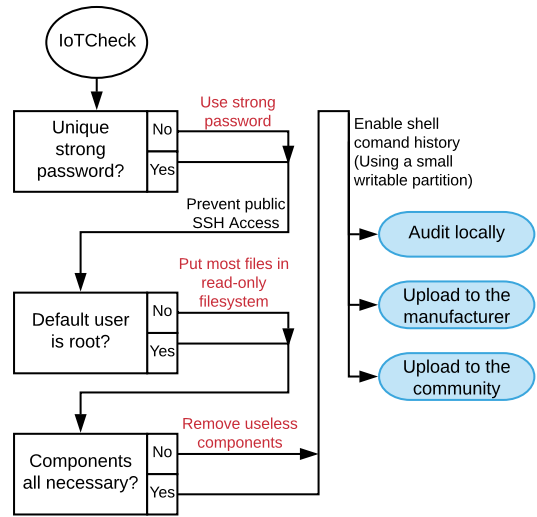 IoTCheck
Unique
strong
password?
No
Yes
Use strong
password
Prevent public
SSH Access
Default user
is root?
No
Yes
Put most files in
read-only
filesystem
Components
all necessary?
No
Yes
Remove useless
components
Enable shell
comand history
(Using a small
writable partition)
Audit locally
Upload to the
manufacturer
Upload to the
community